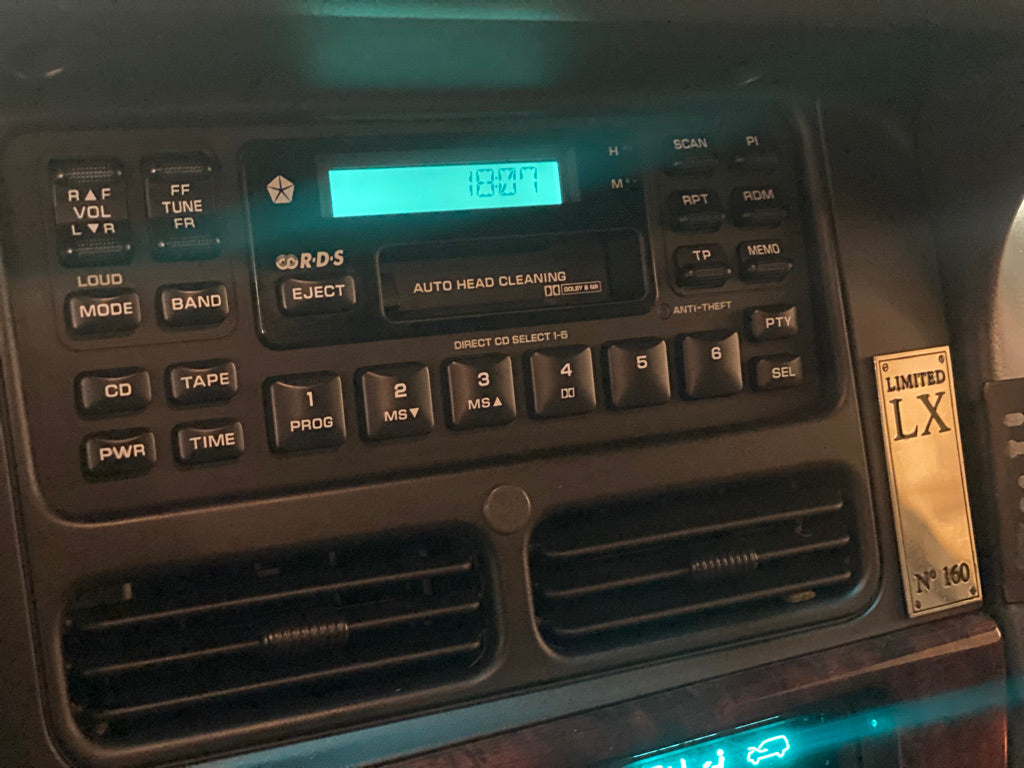 R▲F
VOL
L▼R
FF
TUNE
FR
18:07
H
M
SCAN
PI
RPT
RDM
TP
MEMO
R·D·S
EJECT
AUTO HEAD CLEANING
DOLBY B NR
LOUD
MODE
BAND
ANTI-THEFT
PTY
SEL
DIRECT CD SELECT 1-6
CD
TAPE
PWR
TIME
1
PROG
2
MS▼
3
MS▲
4
5
6
LIMITED
LX
Nº 160